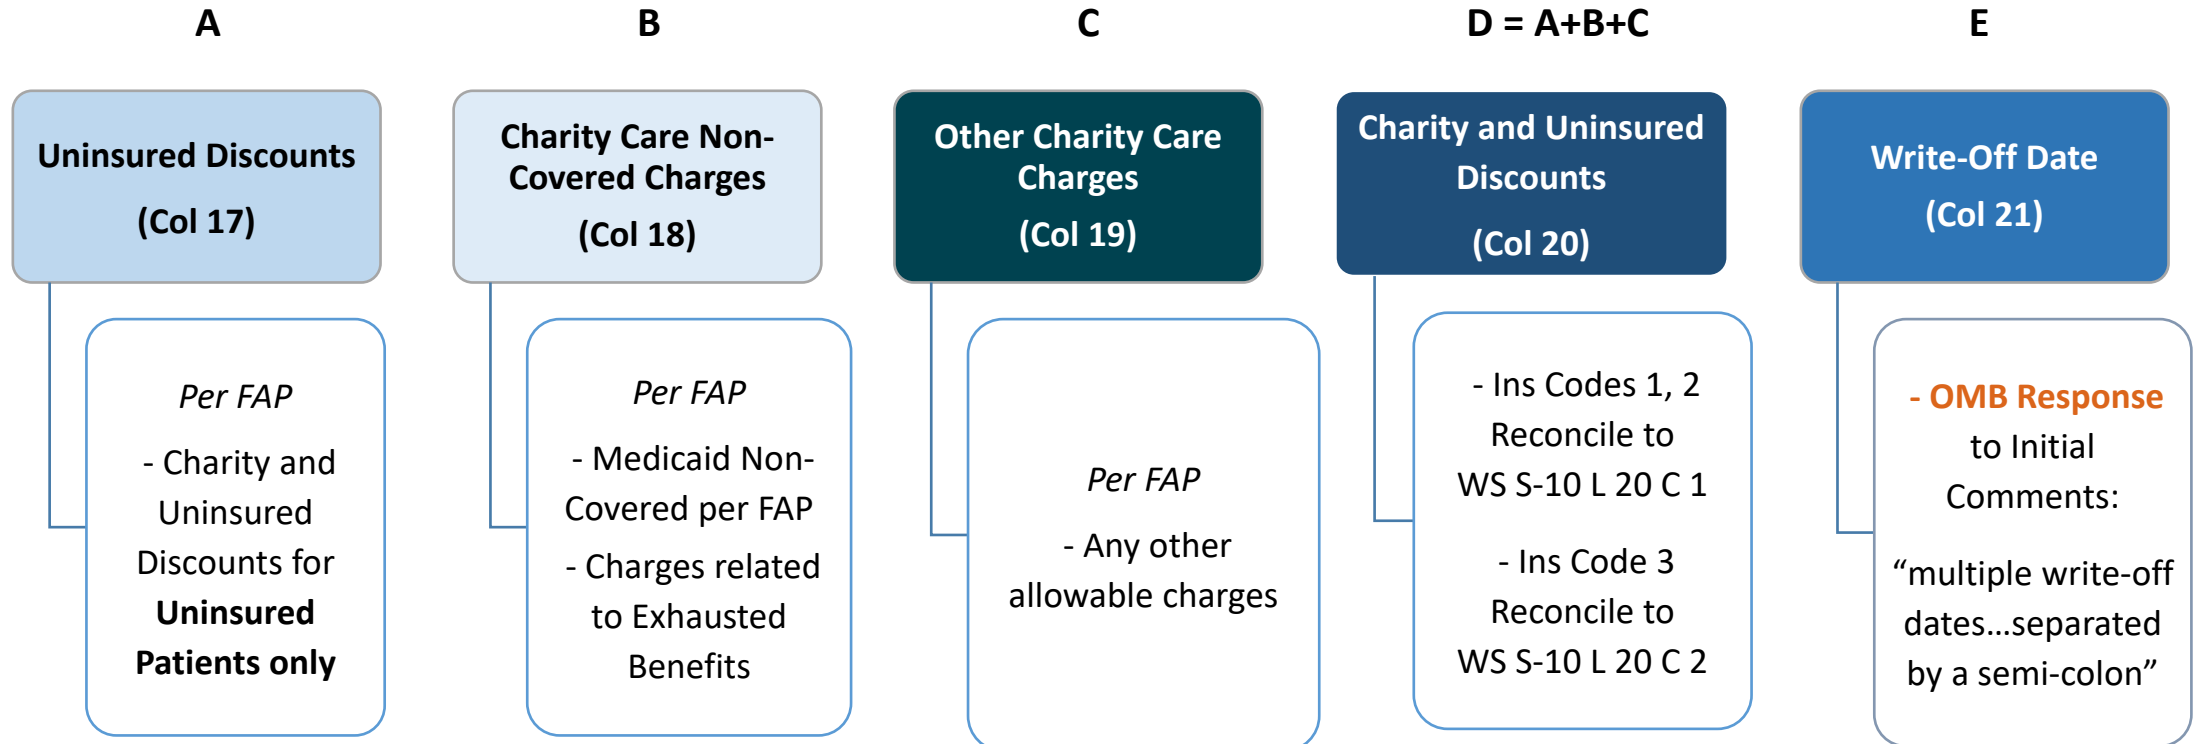 A
Uninsured Discounts
(Col 17)
Per FAP
- Charity and
Uninsured
Discounts for
Uninsured
Patients only
B
Charity Care Non-
Covered Charges
(Col 18)
Per FAP
- Medicaid Non-
Covered per FAP
- Charges related
to Exhausted
Benefits
C
Other Charity Care
Charges
(Col 19)
Per FAP
- Any other
allowable charges
D = A+B+C
Charity and Uninsured
Discounts
(Col 20)
- Ins Codes 1, 2
Reconcile to
WS S-10 L 20 C 1
- Ins Code 3
Reconcile to
WS S-10 L 20 C 2
E
Write-Off Date
(Col 21)
- OMB Response
to Initial
Comments:
“multiple write-off
dates…separated
by a semi-colon”